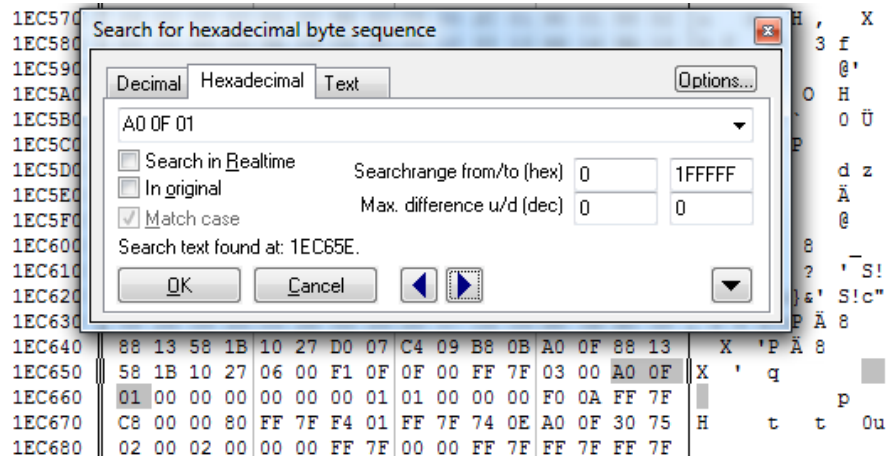 1EC570 H , X
Search for hexadecimal byte sequence
1EC580 3 f
1EC590 @'
Decimal Hexadecimal Text Options...
1EC5A0 O H
A0 0F 01
1EC5B0 ` 0 Ü
1EC5C0 P
Search in Realtime
Searchrange from/to (hex) 0 1FFFFF
1EC5D0 d z
In original
1EC5E0 Ä
Max. difference u/d (dec) 0 0
1EC5F0 @
Match case
1EC600 8 _
Search text found at: 1EC65E.
1EC610 ? ' S!
OK Cancel
1EC620 }&' S!c"
1EC630 P Ä 8
1EC640 88 13 58 1B 10 27 D0 07 C4 09 B8 0B A0 0F 88 13 X 'P Ä 8
1EC650 58 1B 10 27 06 00 F1 0F 0F 00 FF 7F 03 00 A0 0F X ' q
1EC660 01 00 00 00 00 00 00 01 01 00 00 00 F0 0A FF 7F p
1EC670 C8 00 00 80 FF 7F F4 01 FF 7F 74 0E A0 0F 30 75 H t t 0u
1EC680 02 00 02 00 00 00 FF 7F 00 00 FF 7F FF 7F FF 7F